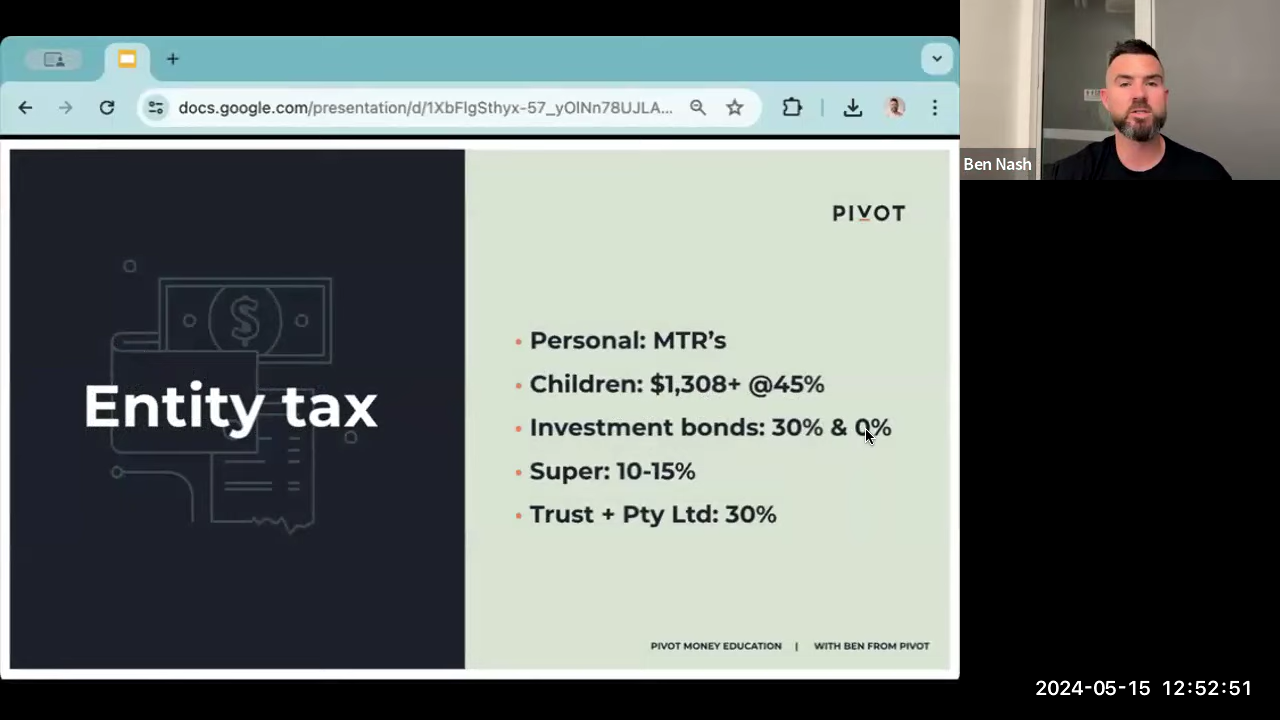 docs.google.com/presentation/d/1XbFIgSthyx-57_yOINn78UJLA...
Ben Nash
PIVOT
Entity tax
• Personal: MTR’s
• Children: $1,308+ @45%
• Investment bonds: 30% & 0%
• Super: 10-15%
• Trust + Pty Ltd: 30%
PIVOT MONEY EDUCATION | WITH BEN FROM PIVOT
2024-05-15 12:52:51